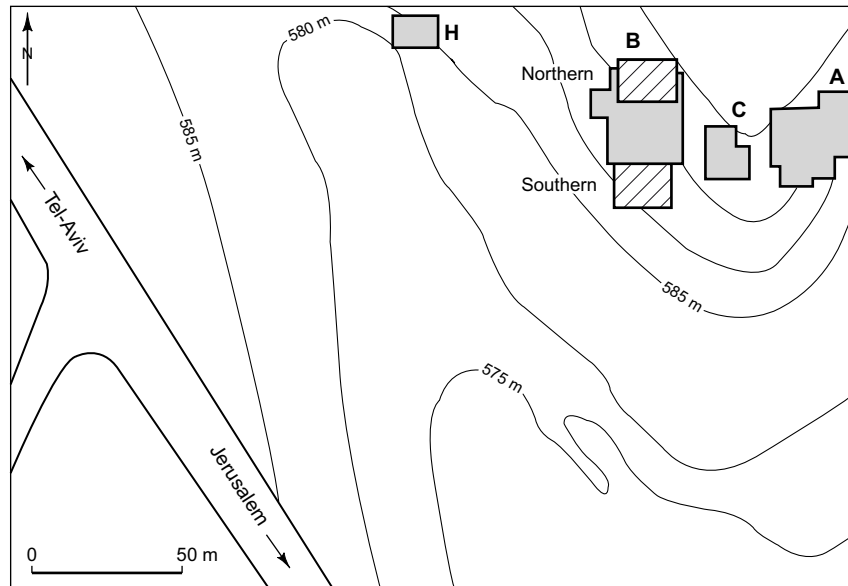 N
580 m
H
B
Northern
A
C
585 m
Southern
Tel-Aviv
585 m
575 m
Jerusalem
0 50 m